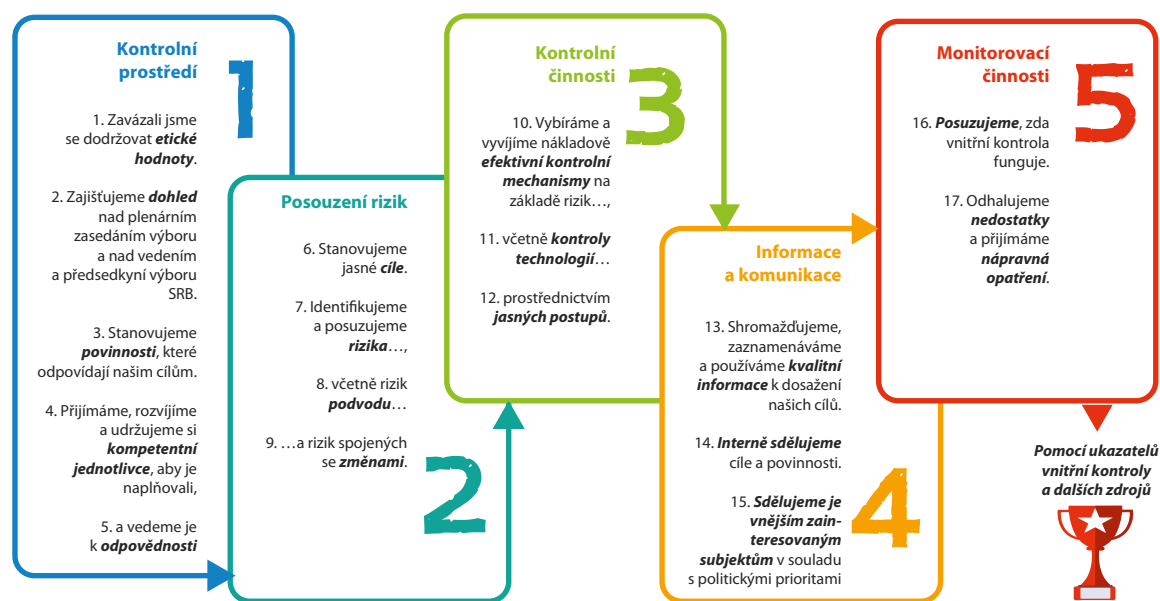 Kontrolní
prostředí
1
1. Zavázali jsme
se dodržovat etické
hodnoty.
2. Zajišťujeme dohled
nad plenárním
zasedáním výboru
a nad vedením
a předsedkyní výboru
SRB.
3. Stanovujeme
povinnosti, které
odpovídají našim cílům.
4. Přijímáme, rozvíjíme
a udržujeme si
kompetentní
jednotlivce, aby je
naplňovali,
5. a vedeme je
k odpovědnosti
Posouzení rizik
6. Stanovujeme
jasné cíle.
7. Identifikujeme
a posuzujeme
rizika…,
8. včetně rizik
podvodu…
9. …a rizik spojených
se změnami.
2
Kontrolní
činnosti
3
10. Vybíráme a
vyvíjíme nákladově
efektivní kontrolní
mechanismy na
základě rizik…,
11. včetně kontroly
technologií…
12. prostřednictvím
jasných postupů.
Informace
a komunikace
13. Shromažďujeme,
zaznamenáváme
a používáme kvalitní
informace k dosažení
našich cílů.
14. Interně sdělujeme
cíle a povinnosti.
15. Sdělujeme je
vnějším zain-
teresovaným
subjektům v souladu
s politickými prioritami
4
Monitorovací
činnosti
5
16. Posuzujeme, zda
vnitřní kontrola
funguje.
17. Odhalujeme
nedostatky
a přijímáme
nápravná
opatření.
Pomocí ukazatelů
vnitřní kontroly
a dalších zdrojů